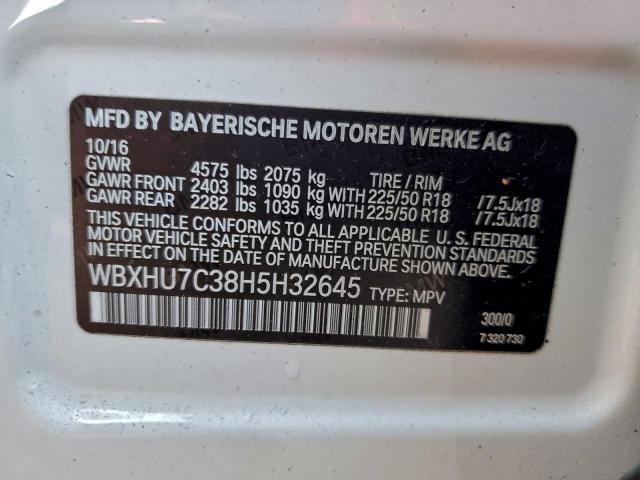 MFD BY BAYERISCHE MOTOREN WERKE AG
10/16
GVWR 4575 lbs 2075 kg TIRE / RIM
GAWR FRONT 2403 lbs 1090 kg WITH 225/50 R18 /7.5Jx18
GAWR REAR 2282 lbs 1035 kg WITH 225/50 R18 /7.5Jx18
THIS VEHICLE CONFORMS TO ALL APPLICABLE U. S. FEDERAL
MOTOR VEHICLE SAFETY AND THEFT PREVENTION STANDARDS
IN EFFECT ON THE DATE OF MANUFACTURE SHOWN ABOVE.
WBXHU7C38H5H32645 TYPE: MPV
300/0
7 320 730